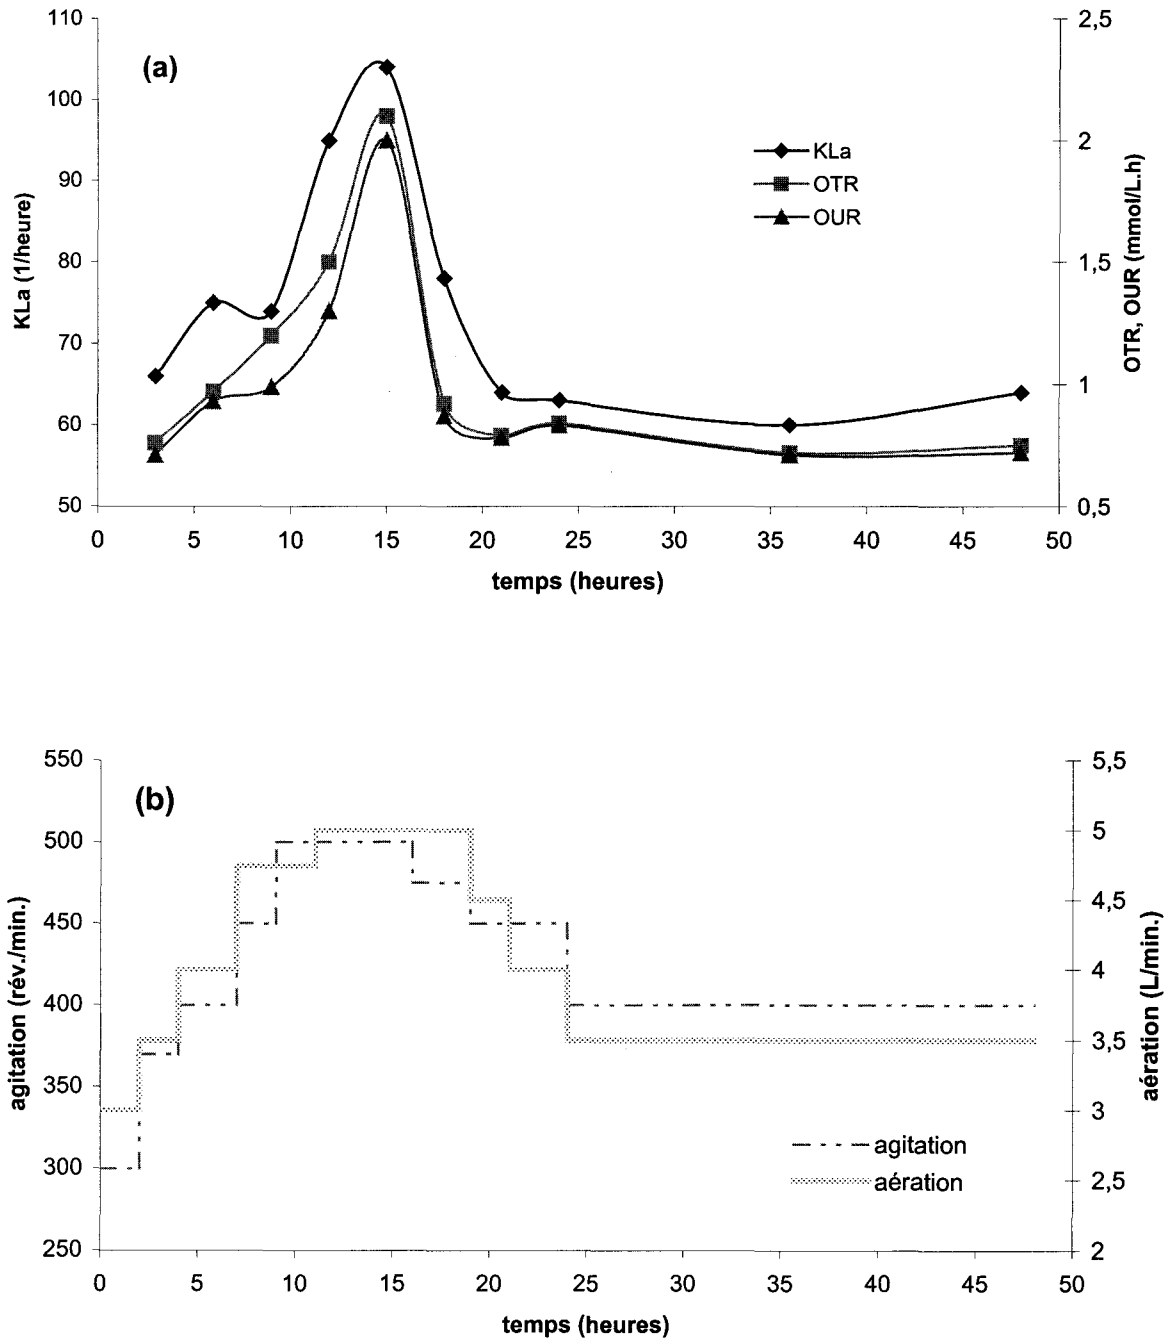 (a)
110
100
90
80
70
60
50
KLa (1/heure)
2,5
2
1,5
1
0,5
OTR, OUR (mmol/L.h)
KLa
OTR
OUR
0 5 10 15 20 25 30 35 40 45 50
temps (heures)
(b)
550
500
450
400
350
300
250
agitation (rév./min.)
5,5
5
4,5
4
3,5
3
2,5
2
aération (L/min.)
agitation
aération
0 5 10 15 20 25 30 35 40 45 50
temps (heures)